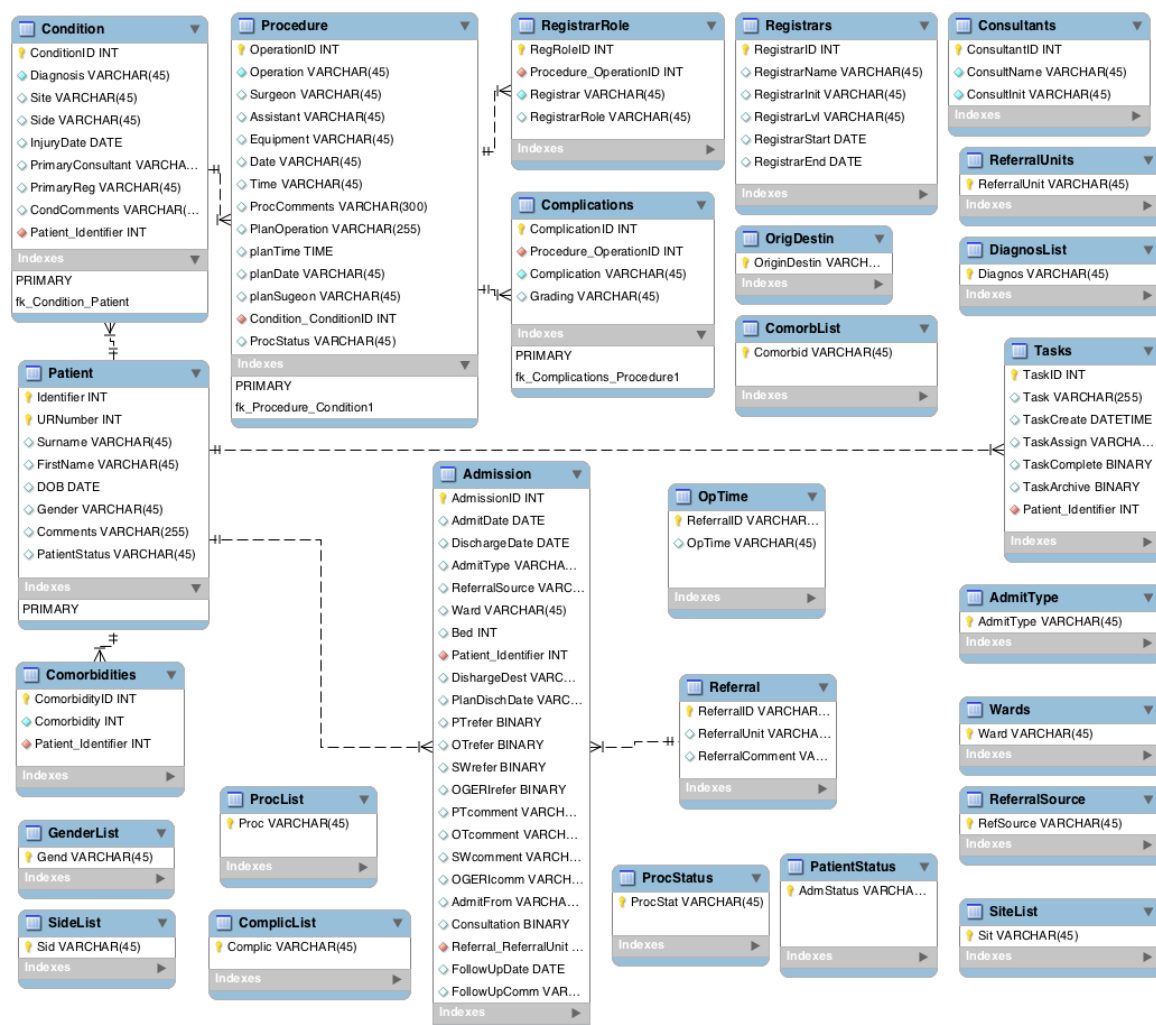 Condition
ConditionID INT
Diagnosis VARCHAR(45)
Site VARCHAR(45)
Side VARCHAR(45)
InjuryDate DATE
PrimaryConsultant VARCHA...
PrimaryReg VARCHAR(45)
CondComments VARCHAR(...
Patient_Identifier INT
Indexes
PRIMARY
fk_Condition_Patient
Procedure
OperationID INT
Operation VARCHAR(45)
Surgeon VARCHAR(45)
Assistant VARCHAR(45)
Equipment VARCHAR(45)
Date VARCHAR(45)
Time VARCHAR(45)
ProcComments VARCHAR(300)
PlanOperation VARCHAR(255)
planTime TIME
planDate VARCHAR(45)
planSugeon VARCHAR(45)
Condition_ConditionID INT
ProcStatus VARCHAR(45)
Indexes
PRIMARY
fk_Procedure_Condition1
RegistrarRole
RegRoleID INT
Procedure_OperationID INT
Registrar VARCHAR(45)
RegistrarRole VARCHAR(45)
Indexes
Registrars
RegistrarID INT
RegistrarName VARCHAR(45)
RegistrarInit VARCHAR(45)
RegistrarLvl VARCHAR(45)
RegistrarStart DATE
RegistrarEnd DATE
Indexes
Consultants
ConsultantID INT
ConsultName VARCHAR(45)
ConsultInit VARCHAR(45)
Indexes
ReferralUnits
ReferralUnit VARCHAR(45)
Indexes
Complications
ComplicationID INT
Procedure_OperationID INT
Complication VARCHAR(45)
Grading VARCHAR(45)
Indexes
PRIMARY
fk_Complications_Procedure1
OrigDestin
OriginDestin VARCH...
Indexes
DiagnosList
Diagnos VARCHAR(45)
Indexes
ComorbList
Comorbid VARCHAR(45)
Indexes
Tasks
TaskID INT
Task VARCHAR(255)
TaskCreate DATETIME
TaskAssign VARCHA...
TaskComplete BINARY
TaskArchive BINARY
Patient_Identifier INT
Indexes
Patient
Identifier INT
URNumber INT
Surname VARCHAR(45)
FirstName VARCHAR(45)
DOB DATE
Gender VARCHAR(45)
Comments VARCHAR(255)
PatientStatus VARCHAR(45)
Indexes
PRIMARY
Admission
AdmissionID INT
AdmitDate DATE
DischargeDate DATE
AdmitType VARCHA...
ReferralSource VARC...
Ward VARCHAR(45)
Bed INT
Patient_Identifier INT
DishargeDest VARC...
PlanDischDate VARC...
PTrefer BINARY
OTrefer BINARY
SWrefer BINARY
OGERIrefer BINARY
PTcomment VARCH...
OTcomment VARCH...
SWcomment VARCH...
OGERIcomm VARCH...
AdmitFrom VARCHA...
Consultation BINARY
Referral_ReferralUnit ...
FollowUpDate DATE
FollowUpComm VAR...
Indexes
OpTime
ReferralID VARCHAR...
OpTime VARCHAR(45)
Indexes
AdmitType
AdmitType VARCHAR(45)
Indexes
Comorbidities
ComorbidityID INT
Comorbidity INT
Patient_Identifier INT
Indexes
Referral
ReferralID VARCHAR...
ReferralUnit VARCHA...
ReferralComment VA...
Indexes
Wards
Ward VARCHAR(45)
Indexes
ProcList
Proc VARCHAR(45)
Indexes
ReferralSource
RefSource VARCHAR(45)
Indexes
GenderList
Gend VARCHAR(45)
Indexes
ProcStatus
ProcStat VARCHAR(45)
Indexes
PatientStatus
AdmStatus VARCHA...
Indexes
SideList
Sid VARCHAR(45)
Indexes
ComplicList
Complic VARCHAR(45)
Indexes
SiteList
Sit VARCHAR(45)
Indexes